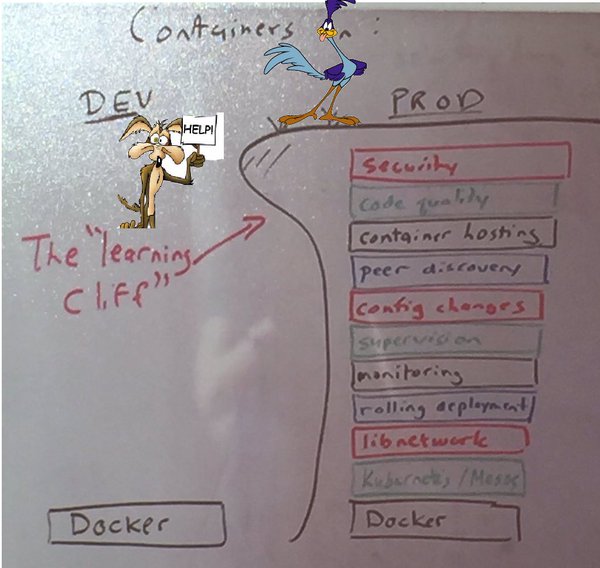 Containers in :
DEV
PROD
HELP!
The "learning
Cliff"
security
code quality
container hosting
peer discovery
config changes
supervision
monitoring
rolling deployment
libnetwork
Kubernetes / Mesos
Docker
Docker